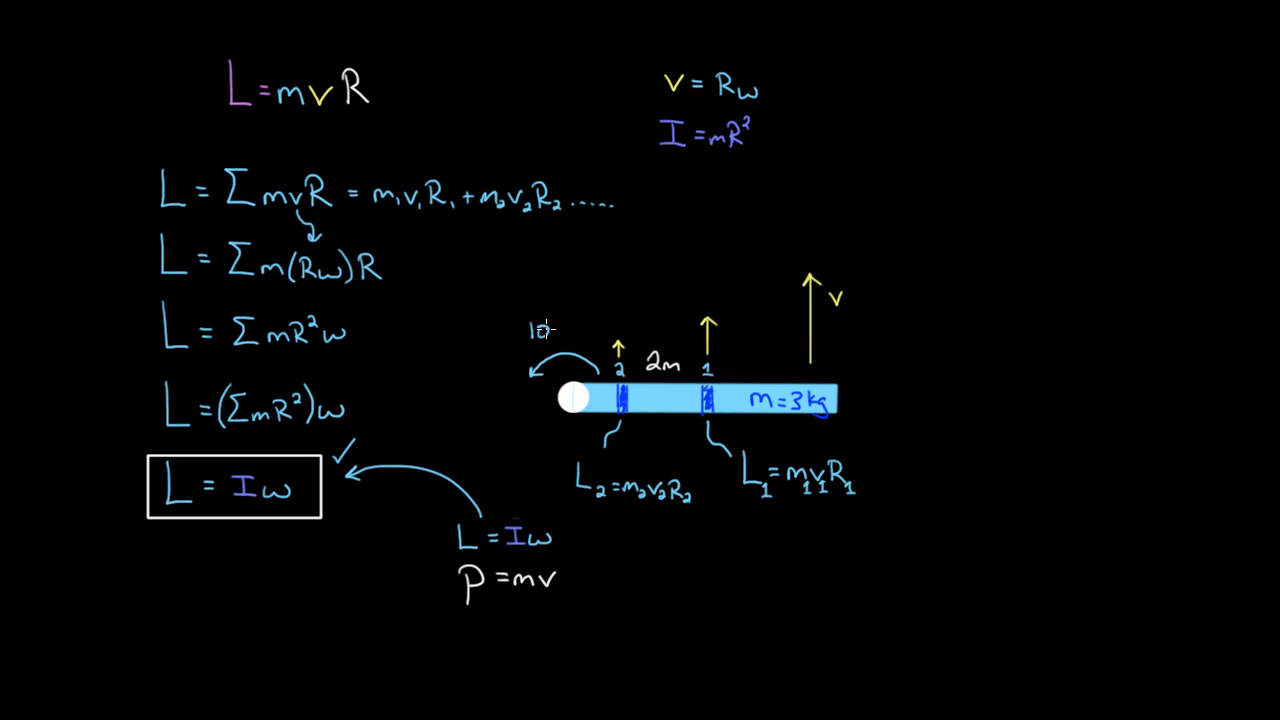 L = mvR
v = Rω
I = mR²
L = ΣmvR = m₁v₁R₁ + m₂v₂R₂ .....
L = Σm(Rω)R
L = ΣmR²ω
L = (ΣmR²)ω
L = Iω
10
v
2 2m 1
m = 3kg
L₂ = m₂v₂R₂
L₁ = m₁v₁R₁
L = Iω
p = mv